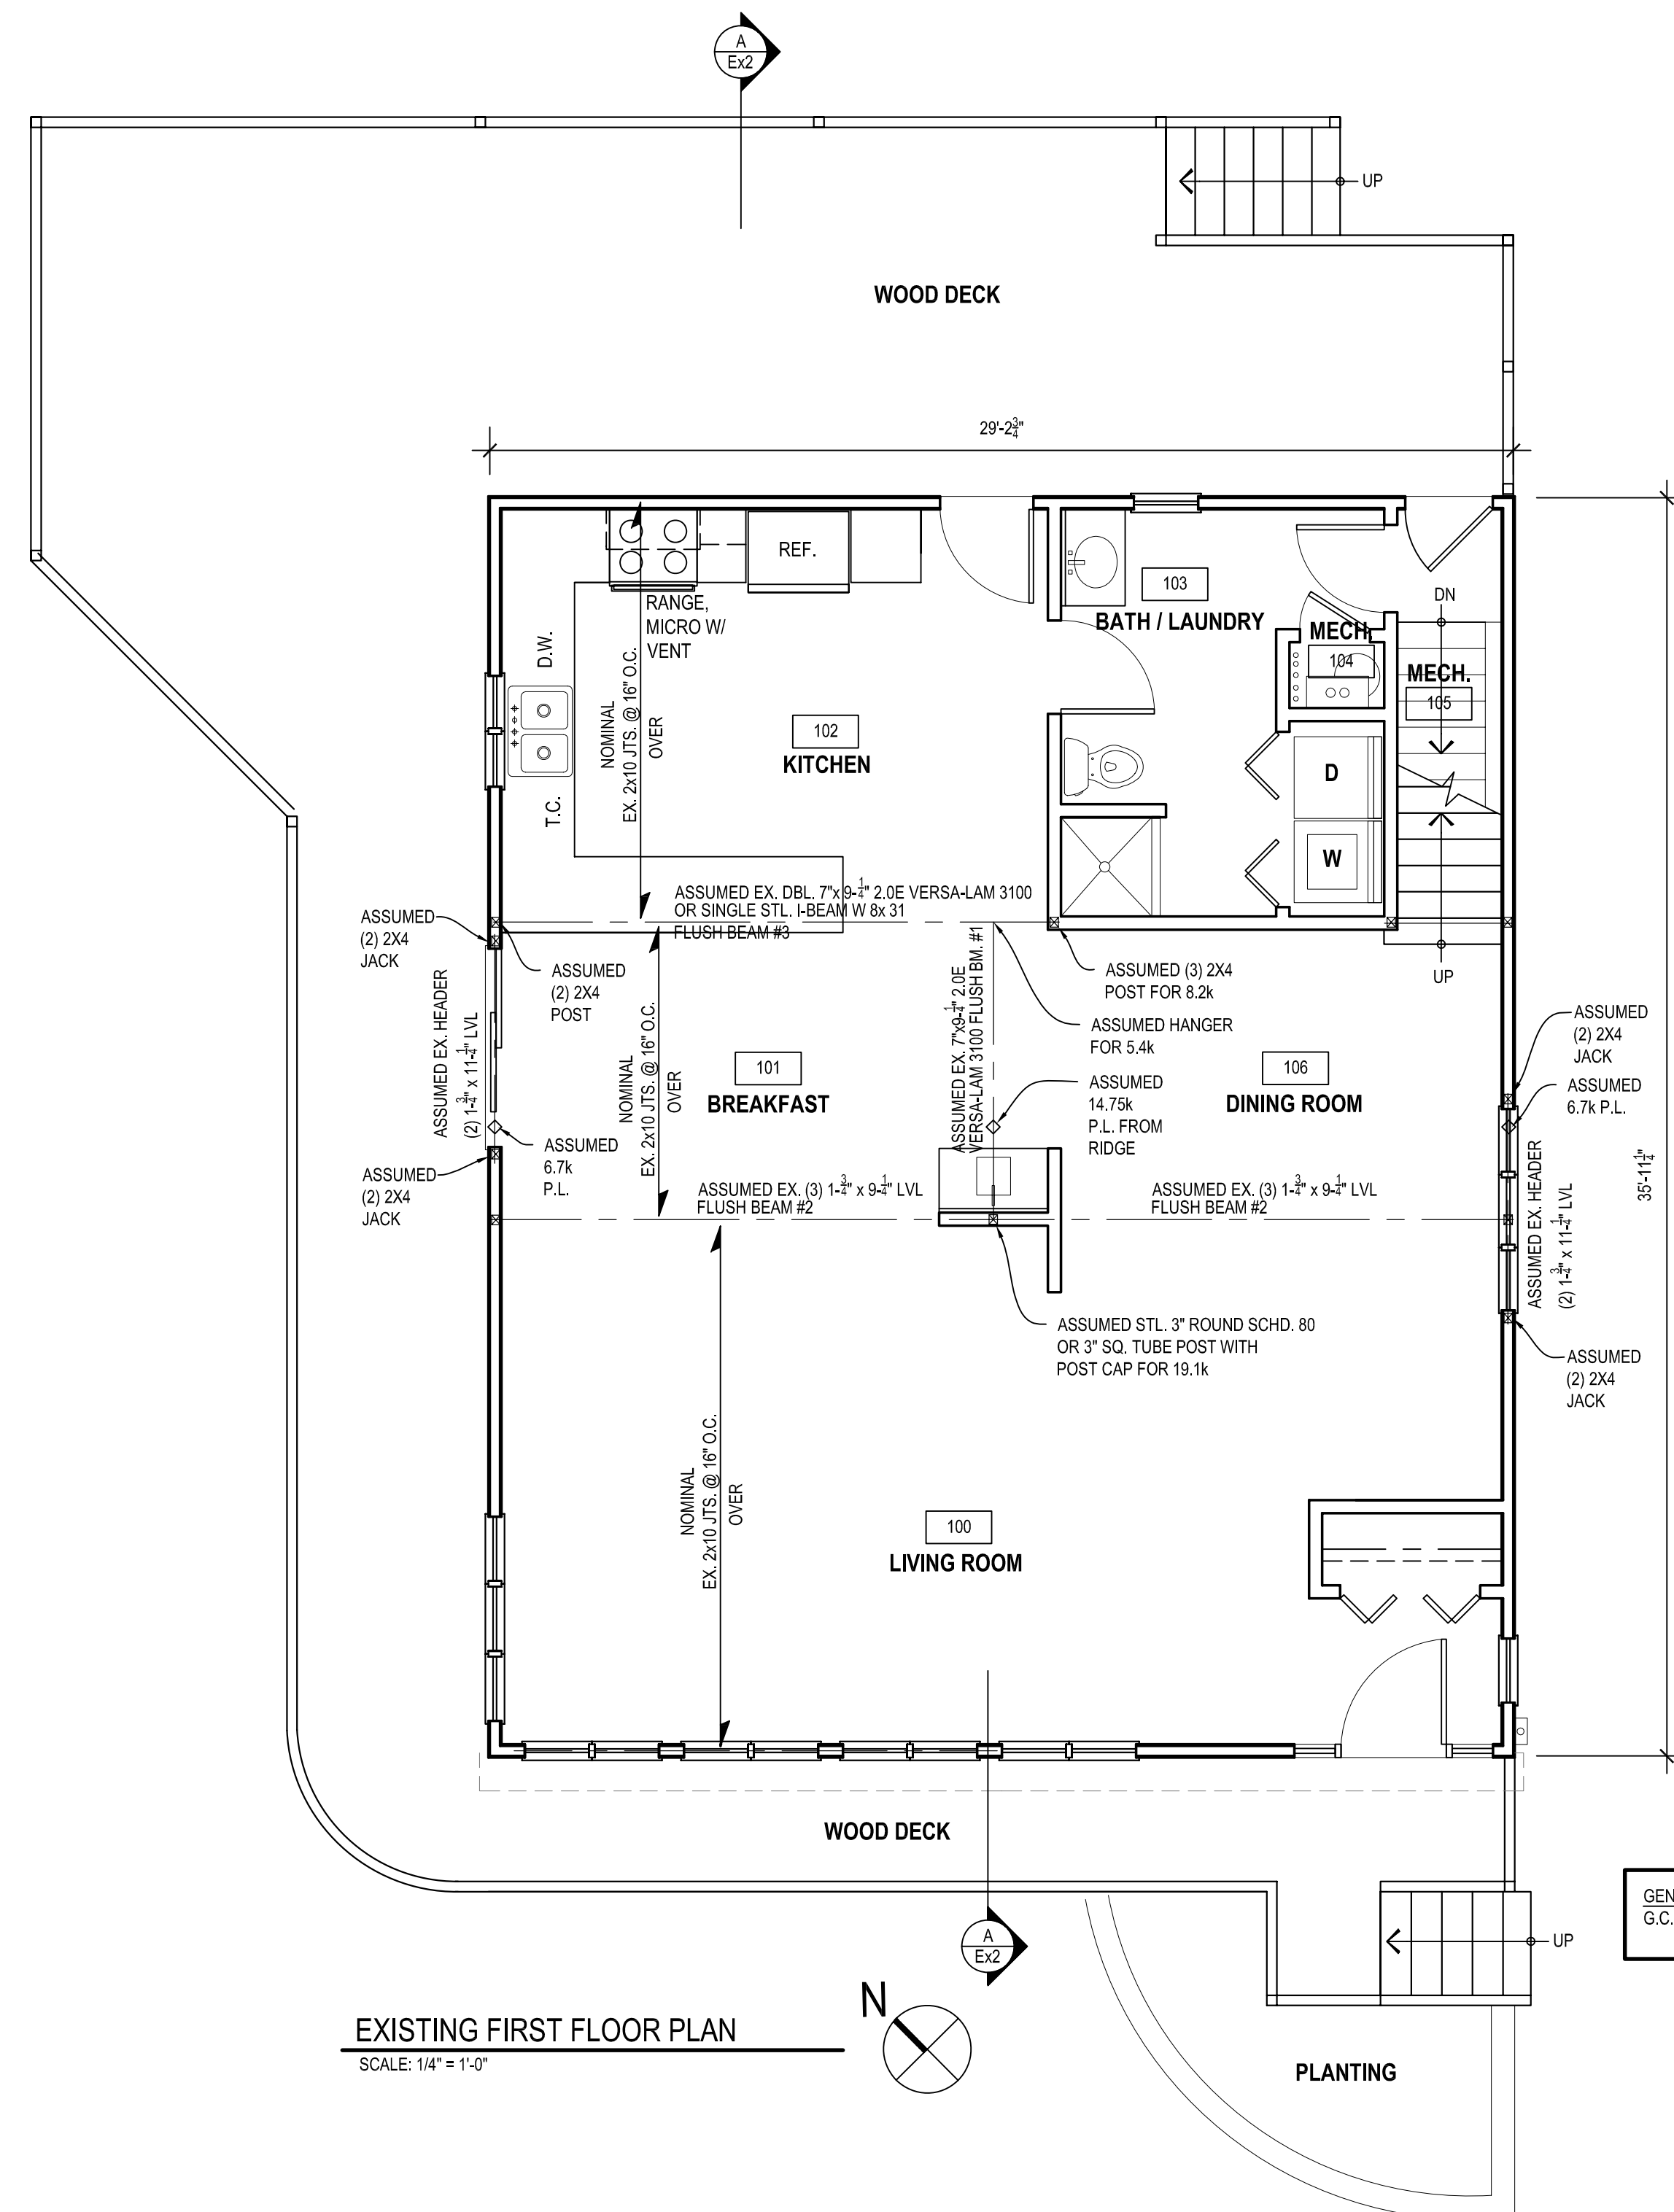 A
Ex2
UP
WOOD DECK
29'-2 3/4"
REF.
RANGE,
MICRO W/
VENT
D.W.
T.C.
NOMINAL
EX. 2x10 JTS. @ 16" O.C.
OVER
102
KITCHEN
103
BATH / LAUNDRY
MECH.
104
DN
MECH.
105
D
W
UP
ASSUMED EX. DBL. 7"x 9-1/4" 2.0E VERSA-LAM 3100
OR SINGLE STL. I-BEAM W 8x 31
FLUSH BEAM #3
ASSUMED
(2) 2X4
JACK
ASSUMED
(2) 2X4
POST
ASSUMED EX. HEADER
(2) 1-3/4" x 11-1/4" LVL
ASSUMED (3) 2X4
POST FOR 8.2k
ASSUMED HANGER
FOR 5.4k
ASSUMED EX. 7"x9-1/4" 2.0E
VERSA-LAM 3100 FLUSH BM. #1
ASSUMED
14.75k
P.L. FROM
RIDGE
NOMINAL
EX. 2x10 JTS. @ 16" O.C.
OVER
101
BREAKFAST
106
DINING ROOM
ASSUMED
(2) 2X4
JACK
ASSUMED
6.7k P.L.
ASSUMED
6.7k
P.L.
ASSUMED
(2) 2X4
JACK
ASSUMED EX. (3) 1-3/4" x 9-1/4" LVL
FLUSH BEAM #2
ASSUMED EX. (3) 1-3/4" x 9-1/4" LVL
FLUSH BEAM #2
ASSUMED EX. HEADER
(2) 1-3/4" x 11-1/4" LVL
35'-11 1/4"
ASSUMED STL. 3" ROUND SCHD. 80
OR 3" SQ. TUBE POST WITH
POST CAP FOR 19.1k
ASSUMED
(2) 2X4
JACK
NOMINAL
EX. 2x10 JTS. @ 16" O.C.
OVER
100
LIVING ROOM
WOOD DECK
GEN
G.C.
A
Ex2
UP
N
EXISTING FIRST FLOOR PLAN
SCALE: 1/4" = 1'-0"
PLANTING